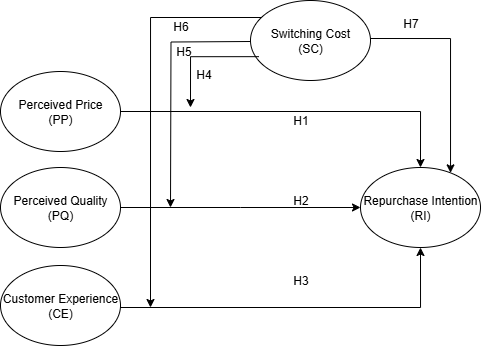 H6
Switching Cost
(SC)
H7
H5
H4
Perceived Price
(PP)
H1
Perceived Quality
(PQ)
H2
Repurchase Intention
(RI)
Customer Experience
(CE)
H3